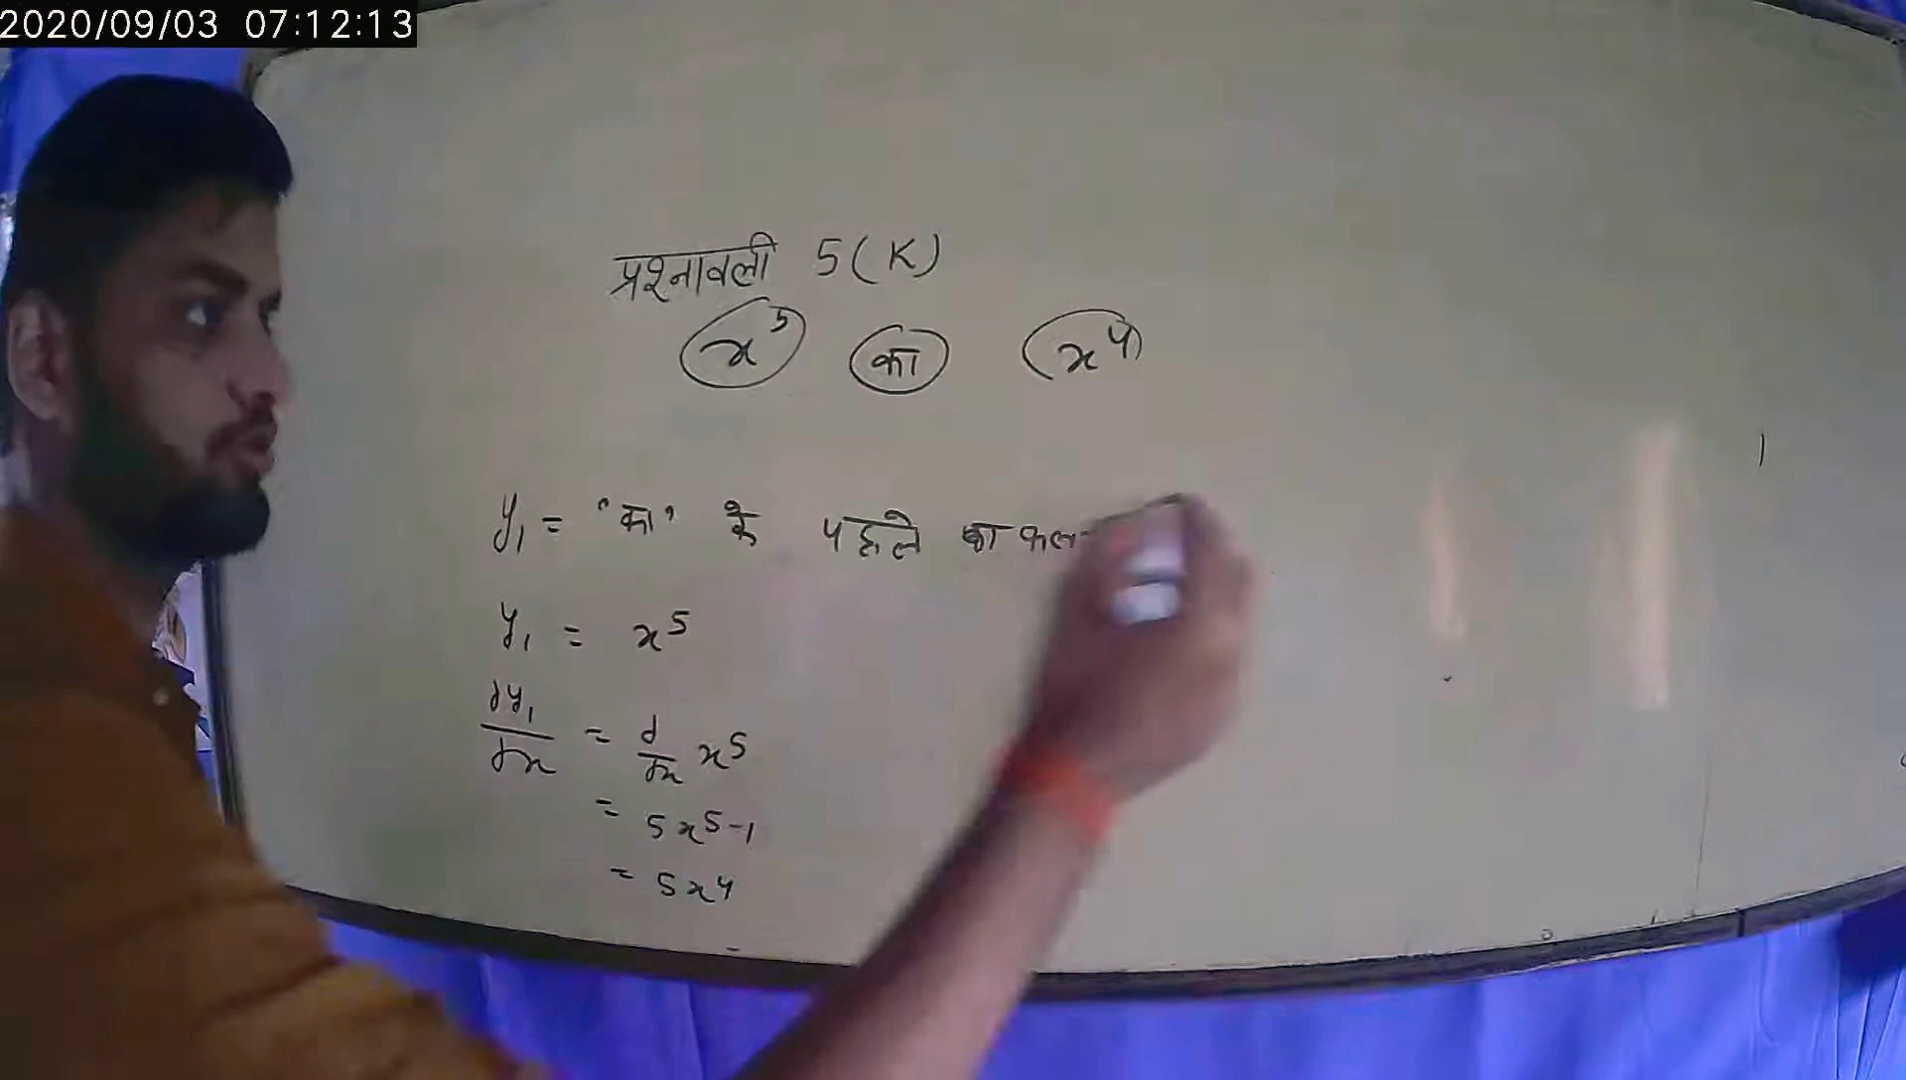 2020/09/03 07:12:13
प्रश्नावली 5(K)
x⁵ का x⁴
y₁ = 'का' के पहले का फलन
y₁ = x⁵
dy₁/dx = d/dx x⁵
= 5x⁵⁻¹
= 5x⁴